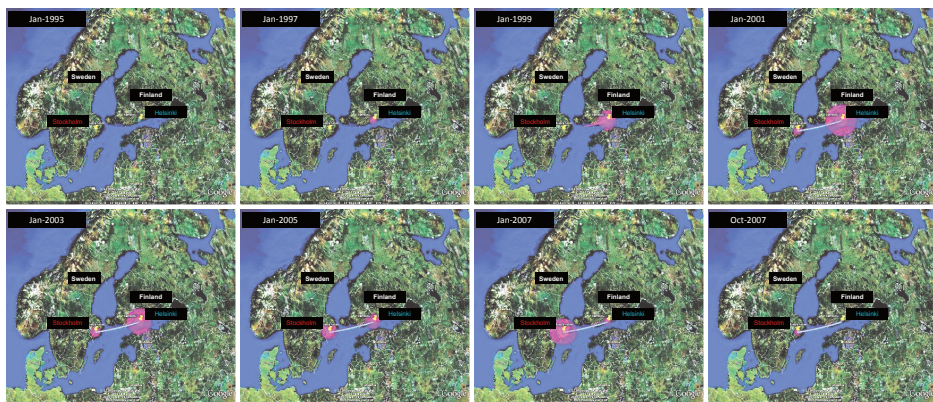 Jan-1995
Sweden
Finland
Helsinki
Stockholm
Google
Jan-1997
Sweden
Finland
Helsinki
Stockholm
Google
Jan-1999
Sweden
Finland
Helsinki
Stockholm
Google
Jan-2001
Sweden
Finland
Helsinki
Stockholm
Google
Jan-2003
Sweden
Finland
Helsinki
Stockholm
Google
Jan-2005
Sweden
Finland
Helsinki
Stockholm
Google
Jan-2007
Sweden
Finland
Helsinki
Stockholm
Google
Oct-2007
Sweden
Finland
Helsinki
Stockholm
Google